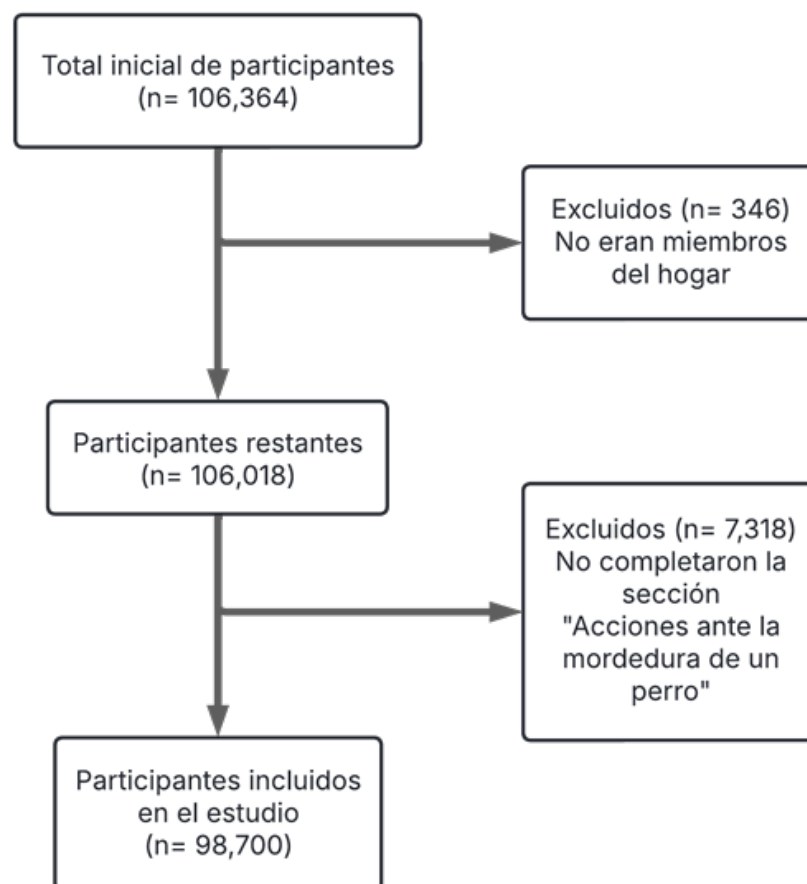 Total inicial de participantes
(n= 106,364)
Excluidos (n= 346)
No eran miembros
del hogar
Participantes restantes
(n= 106,018)
Excluidos (n= 7,318)
No completaron la
sección
"Acciones ante la
mordedura de un
perro"
Participantes incluidos
en el estudio
(n= 98,700)